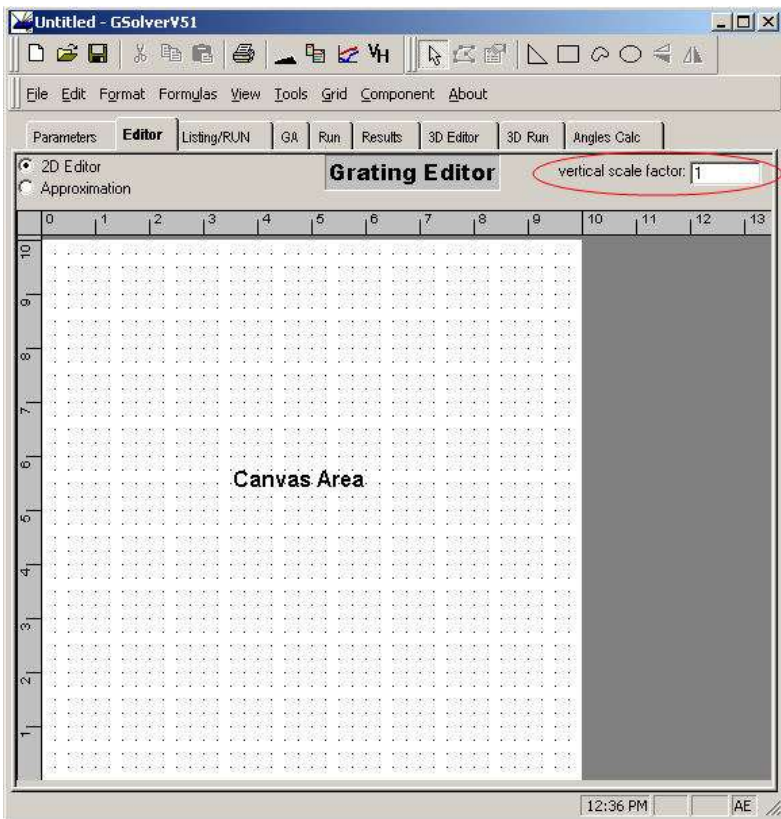 Untitled - GSolverV51
VH
File Edit Format Formulas View Tools Grid Component About
Parameters Editor Listing/RUN GA Run Results 3D Editor 3D Run Angles Calc
2D Editor
Approximation
Grating Editor
vertical scale factor: 1
0 1 2 3 4 5 6 7 8 9 10 11 12 13
10
9
8
7
6
Canvas Area
5
4
3
2
1
12:36 PM AE